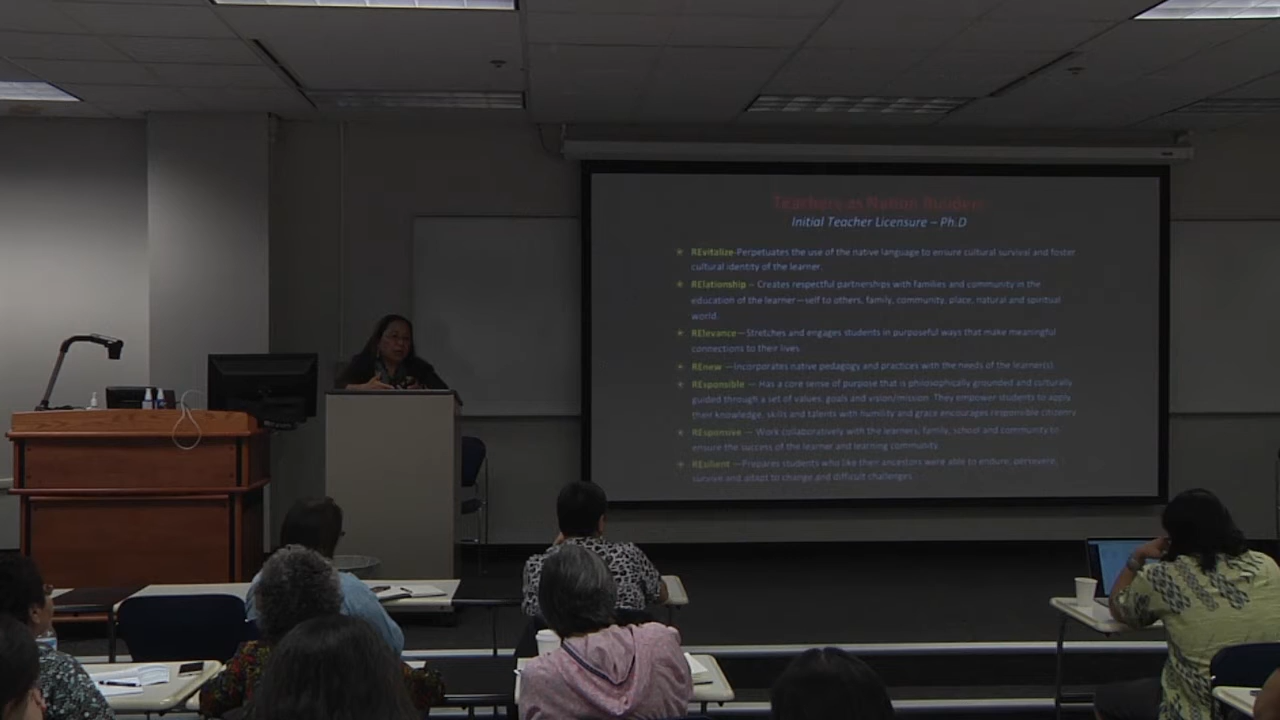 Teachers as Nation Builders
Initial Teacher Licensure – Ph.D
REvitalize-Perpetuates the use of the native language to ensure cultural survival and foster
cultural identity of the learner.
RElationship – Creates respectful partnerships with families and community in the
education of the learner—self to others, family, community, place, natural and spiritual
world.
RElevance—Stretches and engages students in purposeful ways that make meaningful
connections to their lives.
REnew —Incorporates native pedagogy and practices with the needs of the learner(s).
REsponsible — Has a core sense of purpose that is philosophically grounded and culturally
guided through a set of values, goals and vision/mission. They empower students to apply
their knowledge, skills and talents with humility and grace encourages responsible citizenry
REsponsive – Work collaboratively with the learners, family, school and community to
ensure the success of the learner and learning community.
REsilient —Prepares students who like their ancestors were able to endure, persevere,
survive and adapt to change and difficult challenges.